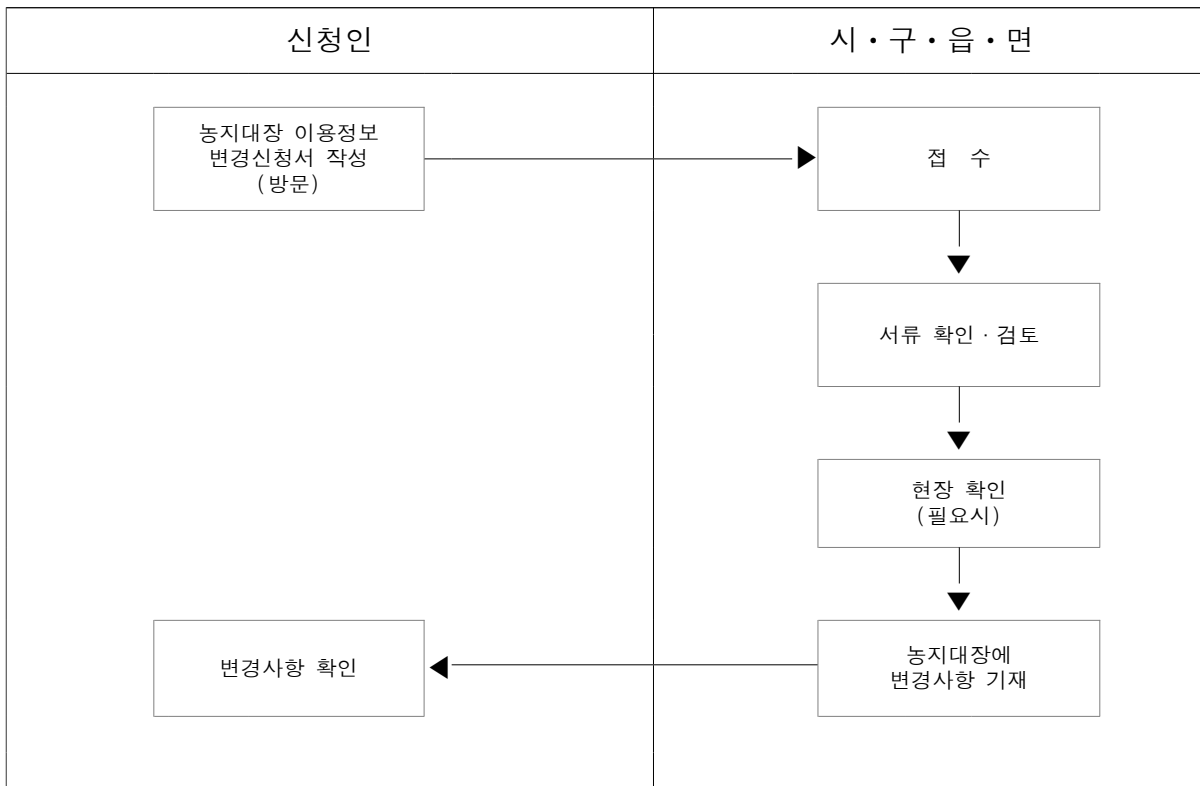 신청인
시・구・읍・면
농지대장 이용정보
변경신청서 작성
(방문)
접 수
서류 확인·검토
현장 확인
(필요시)
농지대장에
변경사항 기재
변경사항 확인